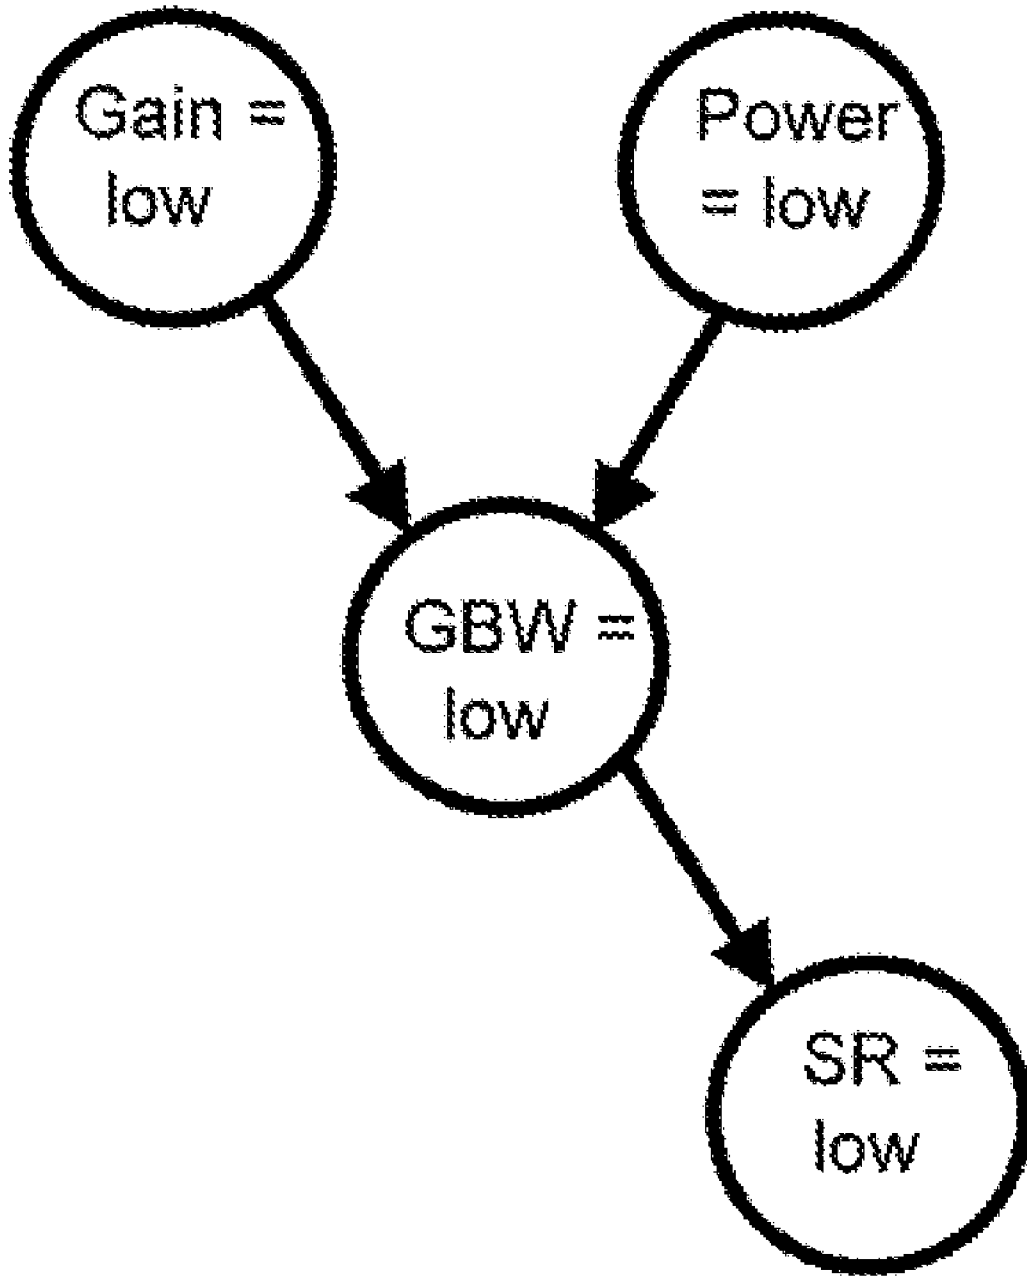 Gain =
low
Power
= low
GBW =
low
SR =
low